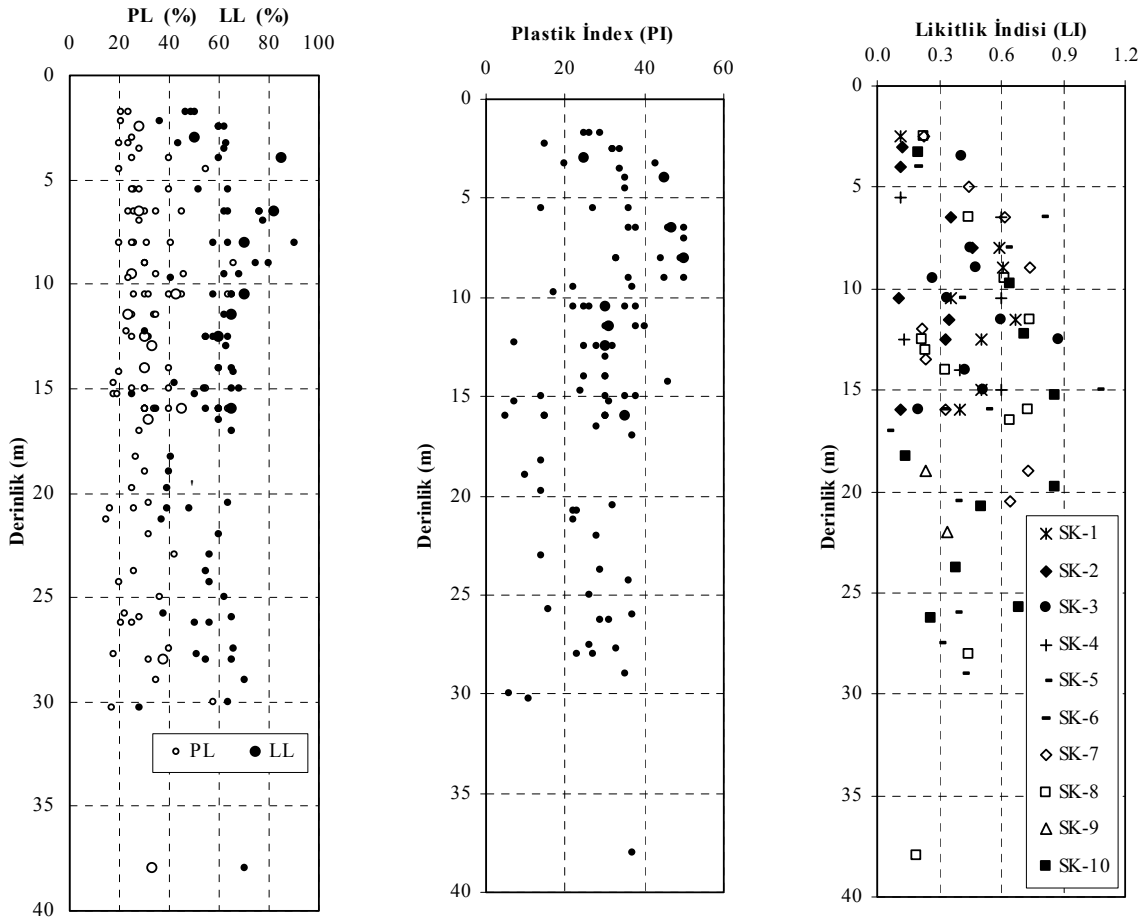 PL (%) LL (%)
0 20 40 60 80 100
0
5
10
15
20
25
30
35
40
Derinlik (m)
PL LL
Plastik İndex (PI)
0 20 40 60
0
5
10
15
20
25
30
35
40
Derinlik (m)
Likitlik İndisi (LI)
0.0 0.3 0.6 0.9 1.2
0
5
10
15
20
25
30
35
40
Derinlik (m)
SK-1
SK-2
SK-3
SK-4
SK-5
SK-6
SK-7
SK-8
SK-9
SK-10